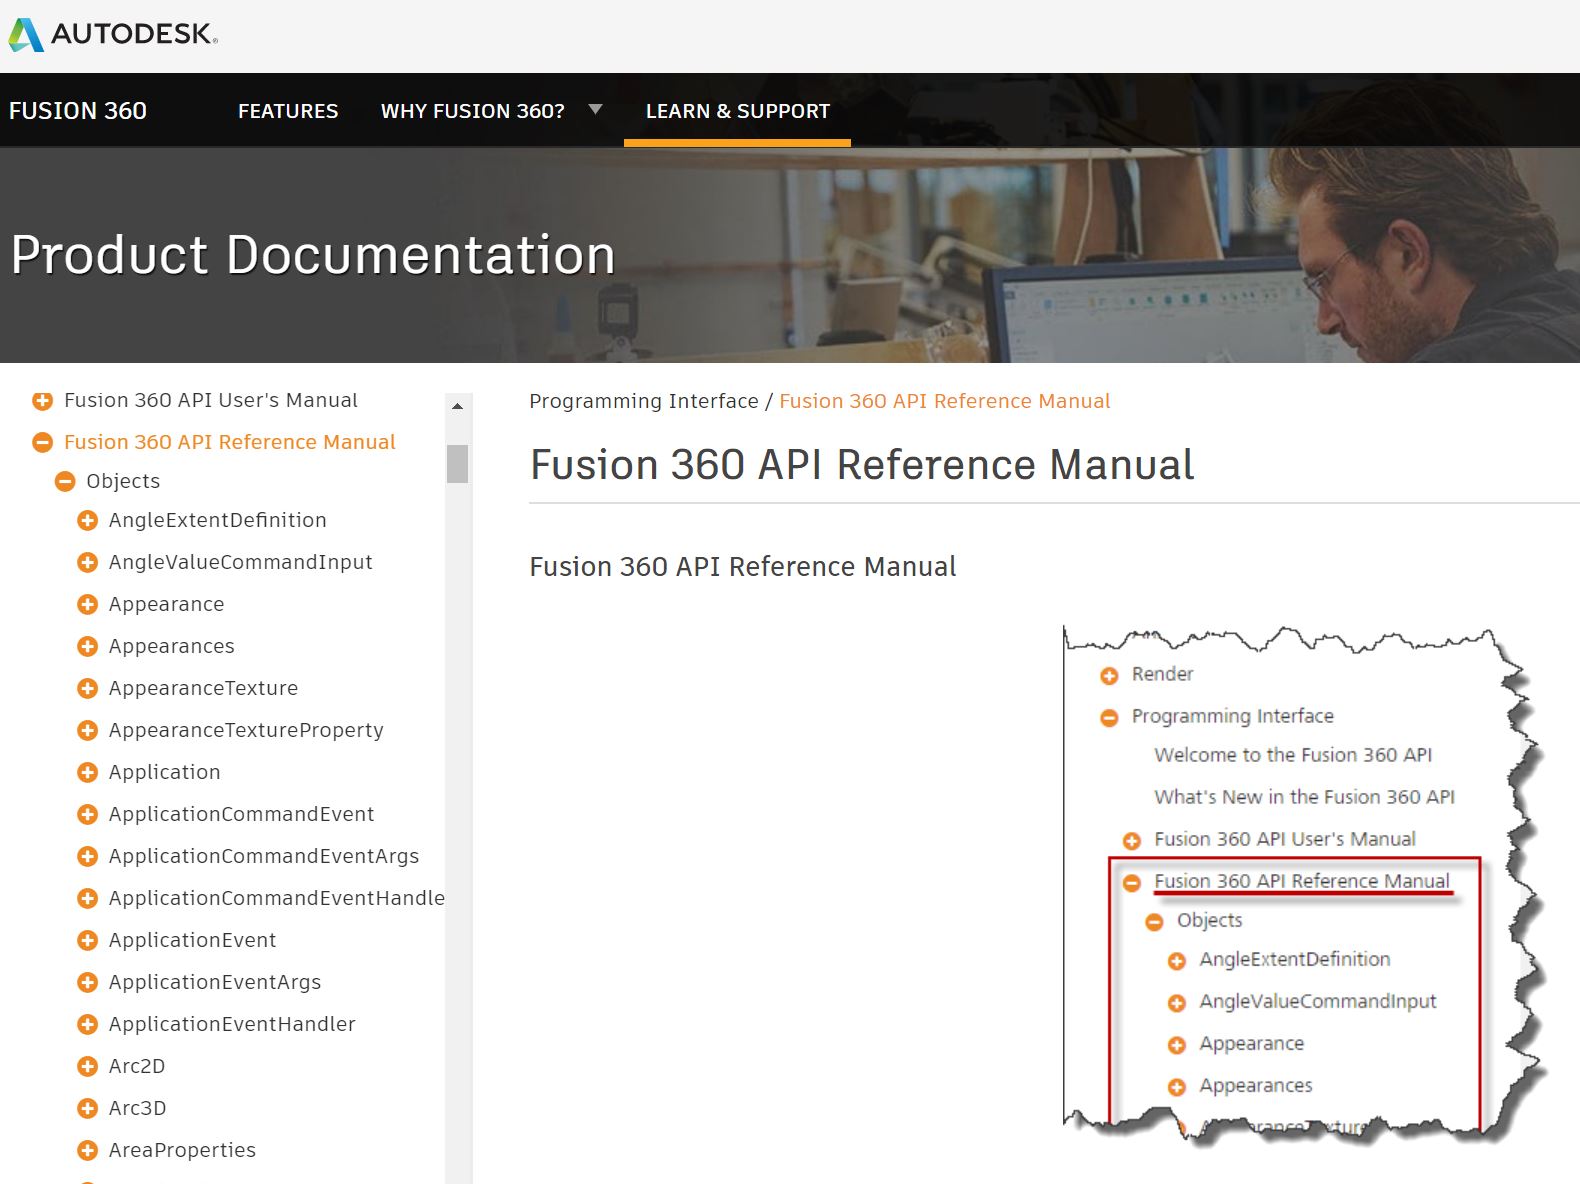 AUTODESK
FUSION 360
FEATURES
WHY FUSION 360?
LEARN & SUPPORT
Product Documentation
Fusion 360 API User's Manual
Fusion 360 API Reference Manual
Objects
AngleExtentDefinition
AngleValueCommandInput
Appearance
Appearances
AppearanceTexture
AppearanceTextureProperty
Application
ApplicationCommandEvent
ApplicationCommandEventArgs
ApplicationCommandEventHandle
ApplicationEvent
ApplicationEventArgs
ApplicationEventHandler
Arc2D
Arc3D
AreaProperties
Programming Interface / Fusion 360 API Reference Manual
Fusion 360 API Reference Manual
Fusion 360 API Reference Manual
Render
Programming Interface
Welcome to the Fusion 360 API
What's New in the Fusion 360 API
Fusion 360 API User's Manual
Fusion 360 API Reference Manual
Objects
AngleExtentDefinition
AngleValueCommandInput
Appearance
Appearances